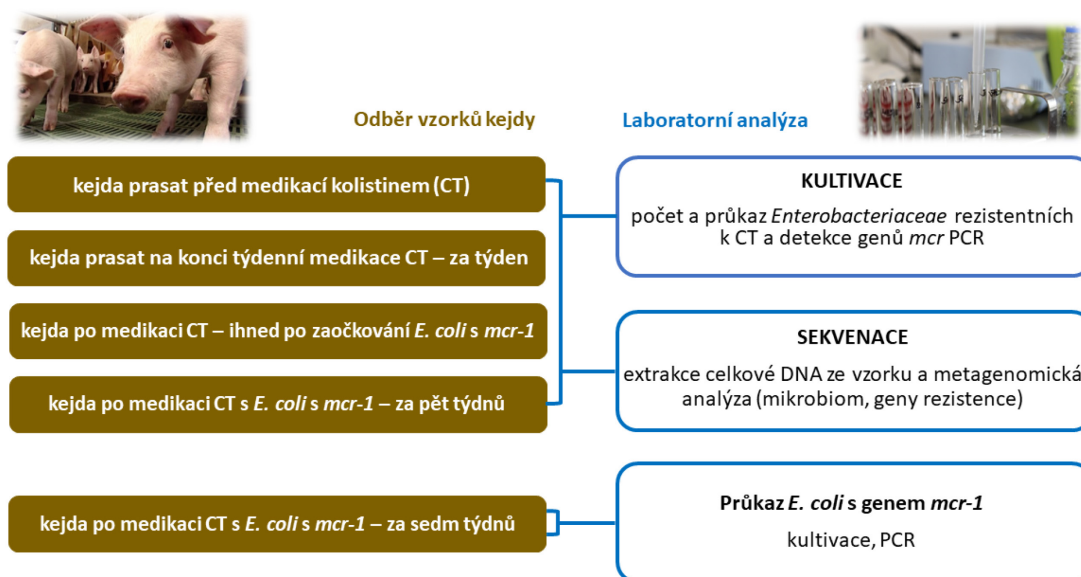 Odběr vzorků kejdy
Laboratorní analýza
kejda prasat před medikací kolistinem (CT)
kejda prasat na konci týdenní medikace CT – za týden
kejda po medikaci CT – ihned po zaočkování E. coli s mcr-1
kejda po medikaci CT s E. coli s mcr-1 – za pět týdnů
kejda po medikaci CT s E. coli s mcr-1 – za sedm týdnů
KULTIVACE
počet a průkaz Enterobacteriaceae rezistentních
k CT a detekce genů mcr PCR
SEKVENACE
extrakce celkové DNA ze vzorku a metagenomická
analýza (mikrobiom, geny rezistence)
Průkaz E. coli s genem mcr-1
kultivace, PCR